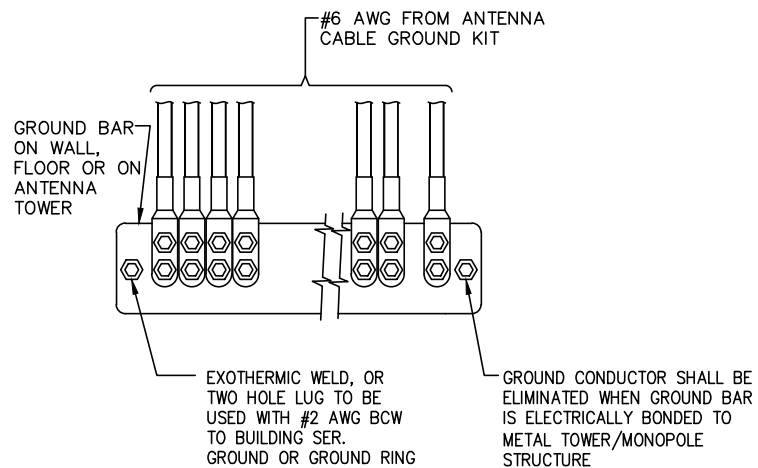 #6 AWG FROM ANTENNA
CABLE GROUND KIT
GROUND BAR
ON WALL,
FLOOR OR ON
ANTENNA
TOWER
EXOTHERMIC WELD, OR
TWO HOLE LUG TO BE
USED WITH #2 AWG BCW
TO BUILDING SER.
GROUND OR GROUND RING
GROUND CONDUCTOR SHALL BE
ELIMINATED WHEN GROUND BAR
IS ELECTRICALLY BONDED TO
METAL TOWER/MONOPOLE
STRUCTURE